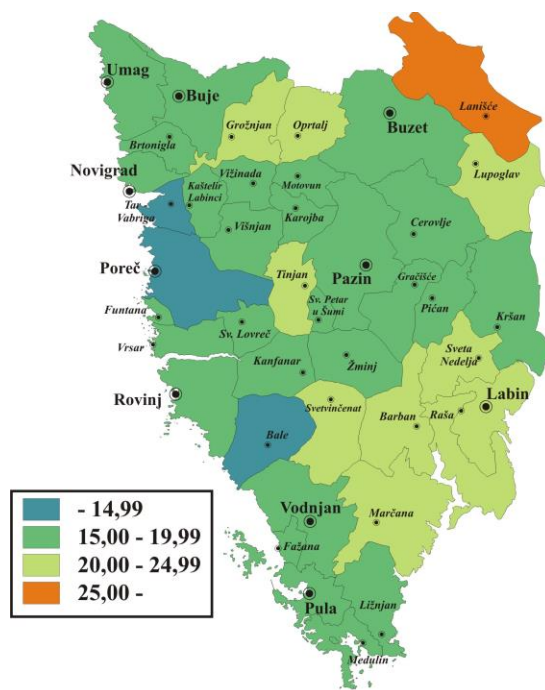 Umag
Buje
Buzet
Lanišće
Grožnjan
Oprtalj
Brtonigla
Lupoglav
Novigrad
Kaštelir
Labinci
Vižinada
Motovun
Tar -
Vabriga
Karojba
Višnjan
Cerovlje
Poreč
Tinjan
Pazin
Gračišće
Funtana
Sv. Petar
u Šumi
Pićan
Kršan
Sv. Lovreč
Vrsar
Žminj
Sveta
Nedelja
Kanfanar
Rovinj
Svetvinčenat
Barban
Raša
Labin
Bale
Vodnjan
Marčana
Fažana
Pula
Ližnjan
Medulin
- 14,99
15,00 - 19,99
20,00 - 24,99
25,00 -